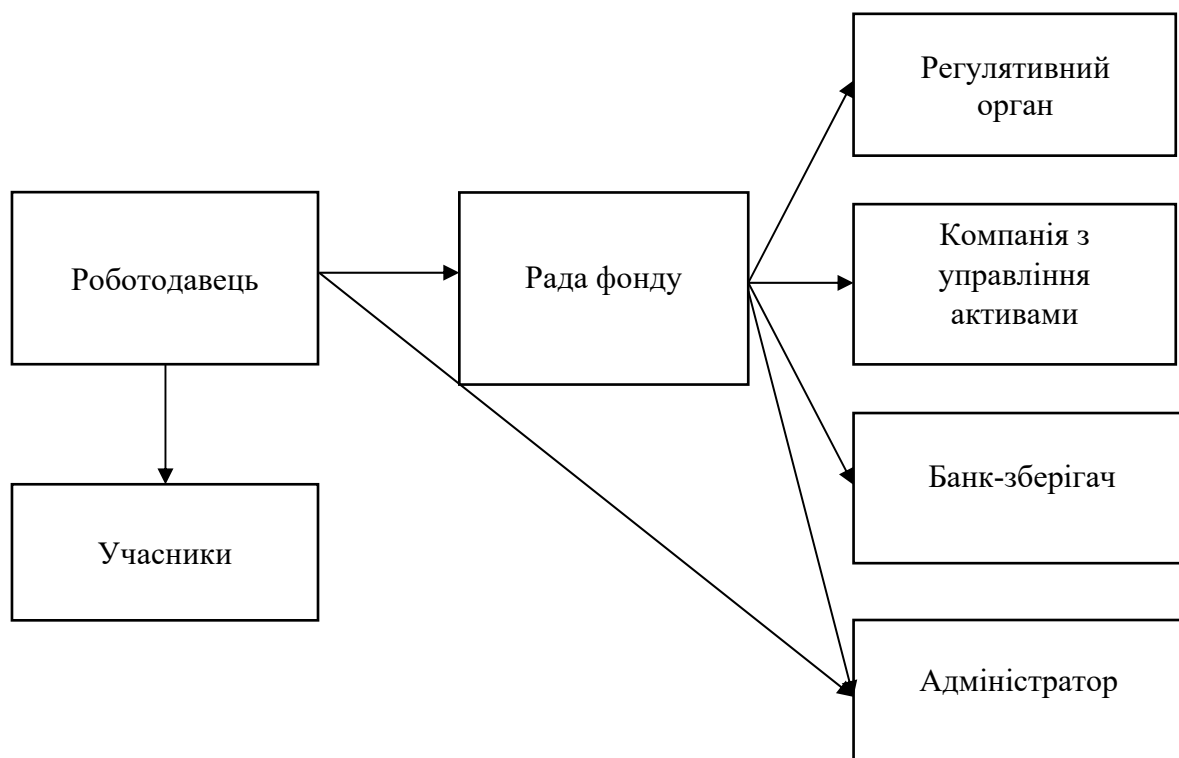 Регулятивний
орган
Роботодавець
Рада фонду
Компанія з
управління
активами
Учасники
Банк-зберігач
Адміністратор